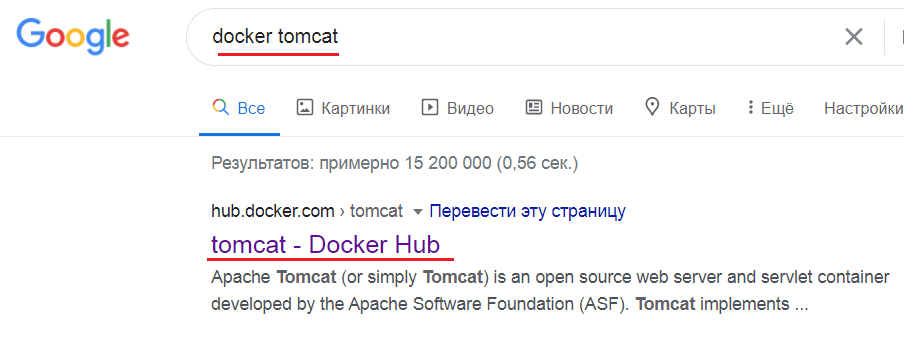 Google
docker tomcat
Все Картинки Видео Новости Карты Ещё Настройки
Результатов: примерно 15 200 000 (0,56 сек.)
hub.docker.com › tomcat Перевести эту страницу
tomcat - Docker Hub
Apache Tomcat (or simply Tomcat) is an open source web server and servlet container
developed by the Apache Software Foundation (ASF). Tomcat implements ...